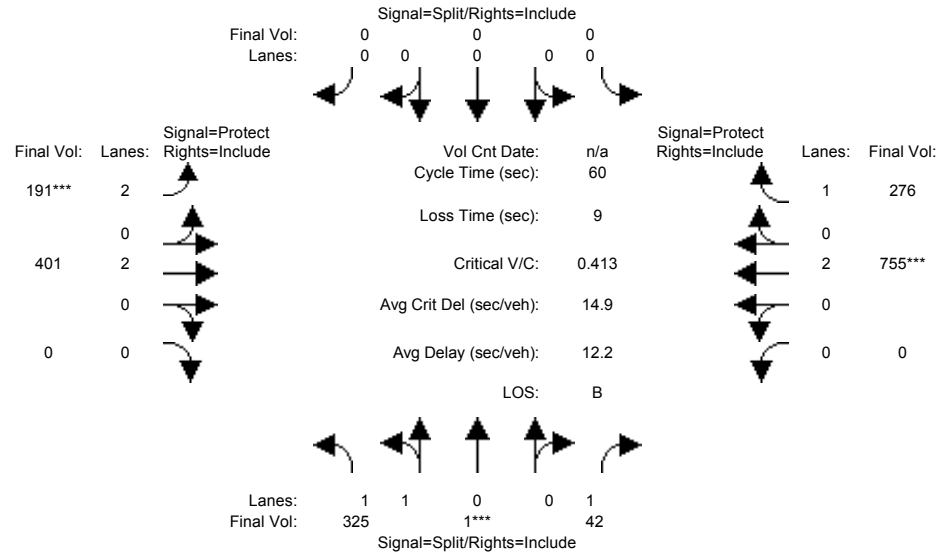 Signal=Split/Rights=Include
Final Vol: 0 0 0
Lanes: 0 0 0 0 0
Signal=Protect Signal=Protect
Final Vol: Lanes: Rights=Include Vol Cnt Date: n/a Rights=Include Lanes: Final Vol:
Cycle Time (sec): 60
191*** 2 1 276
Loss Time (sec): 9
0 0
401 2 Critical V/C: 0.413 2 755***
0 Avg Crit Del (sec/veh): 14.9 0
0 0 Avg Delay (sec/veh): 12.2 0 0
LOS: B
Lanes: 1 1 0 0 1
Final Vol: 325 1*** 42
Signal=Split/Rights=Include